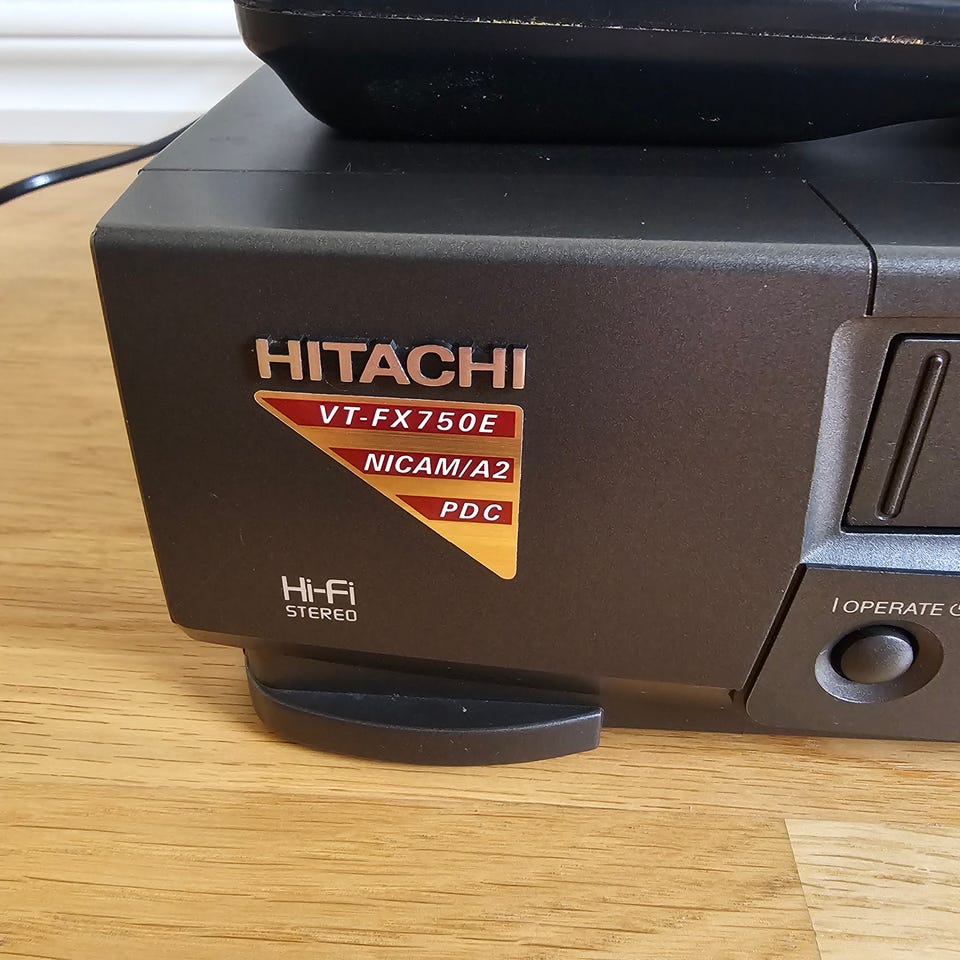 HITACHI
VT-FX750E
NICAM/A2
PDC
Hi-Fi
STEREO
I OPERATE ⏻